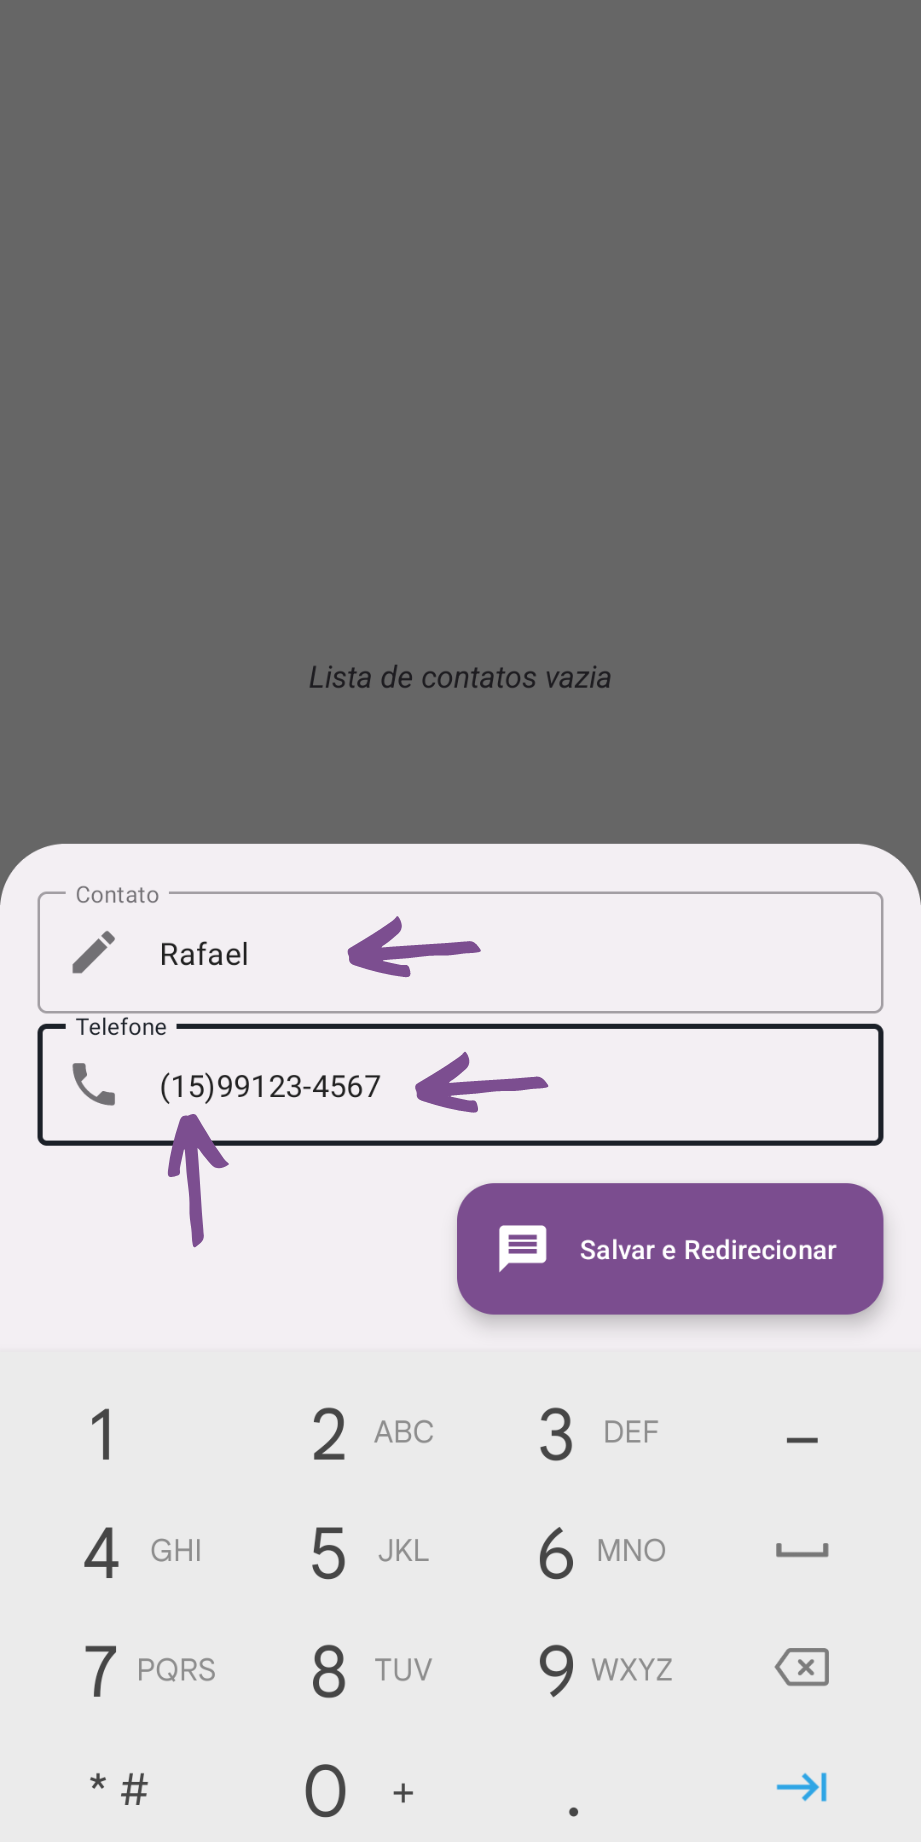 Lista de contatos vazia
Contato
Rafael
Telefone
(15)99123-4567
Salvar e Redirecionar
1 2 ABC 3 DEF –
4 GHI 5 JKL 6 MNO
7 PQRS 8 TUV 9 WXYZ
* # 0 + .